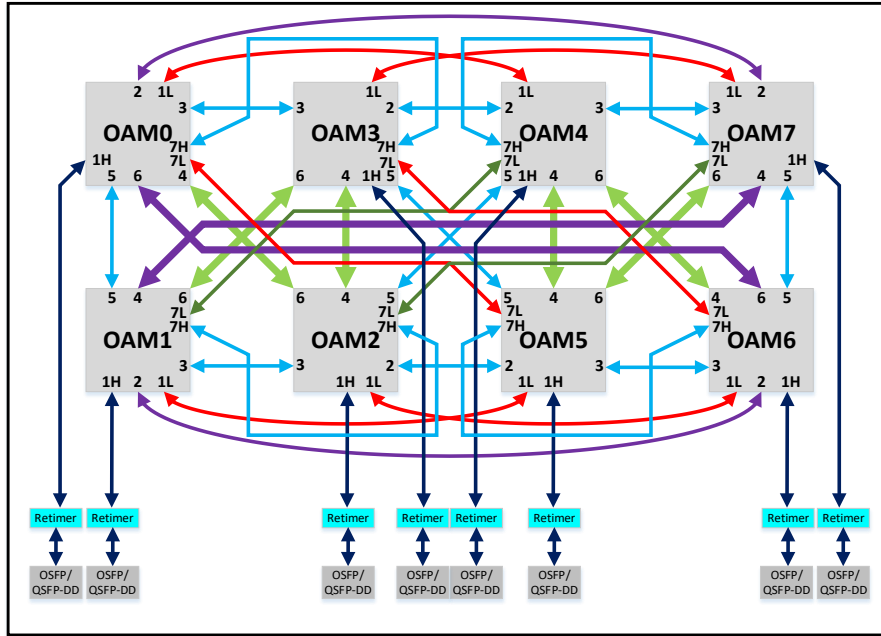 2 1L 1L 1L 1L 2
3 3 2 2 3 3
OAM0 OAM3 OAM4 OAM7
7H 7H 7H 7H
7L 7L 7L 7L
1H 1H 1H 1H
5 6 4 6 4 5 5 4 6 6 4 5
5 4 6 6 4 5 5 4 6 4 6 5
7L 7L 7L 7L
7H 7H 7H 7H
OAM1 OAM2 OAM5 OAM6
3 3 2 2 3 3
1H 2 1L 1H 1L 1L 1H 1L 2 1H
Retimer Retimer Retimer Retimer Retimer Retimer Retimer Retimer
OSFP/ OSFP/ OSFP/ OSFP/ OSFP/ OSFP/ OSFP/ OSFP/
QSFP-DD QSFP-DD QSFP-DD QSFP-DD QSFP-DD QSFP-DD QSFP-DD QSFP-DD